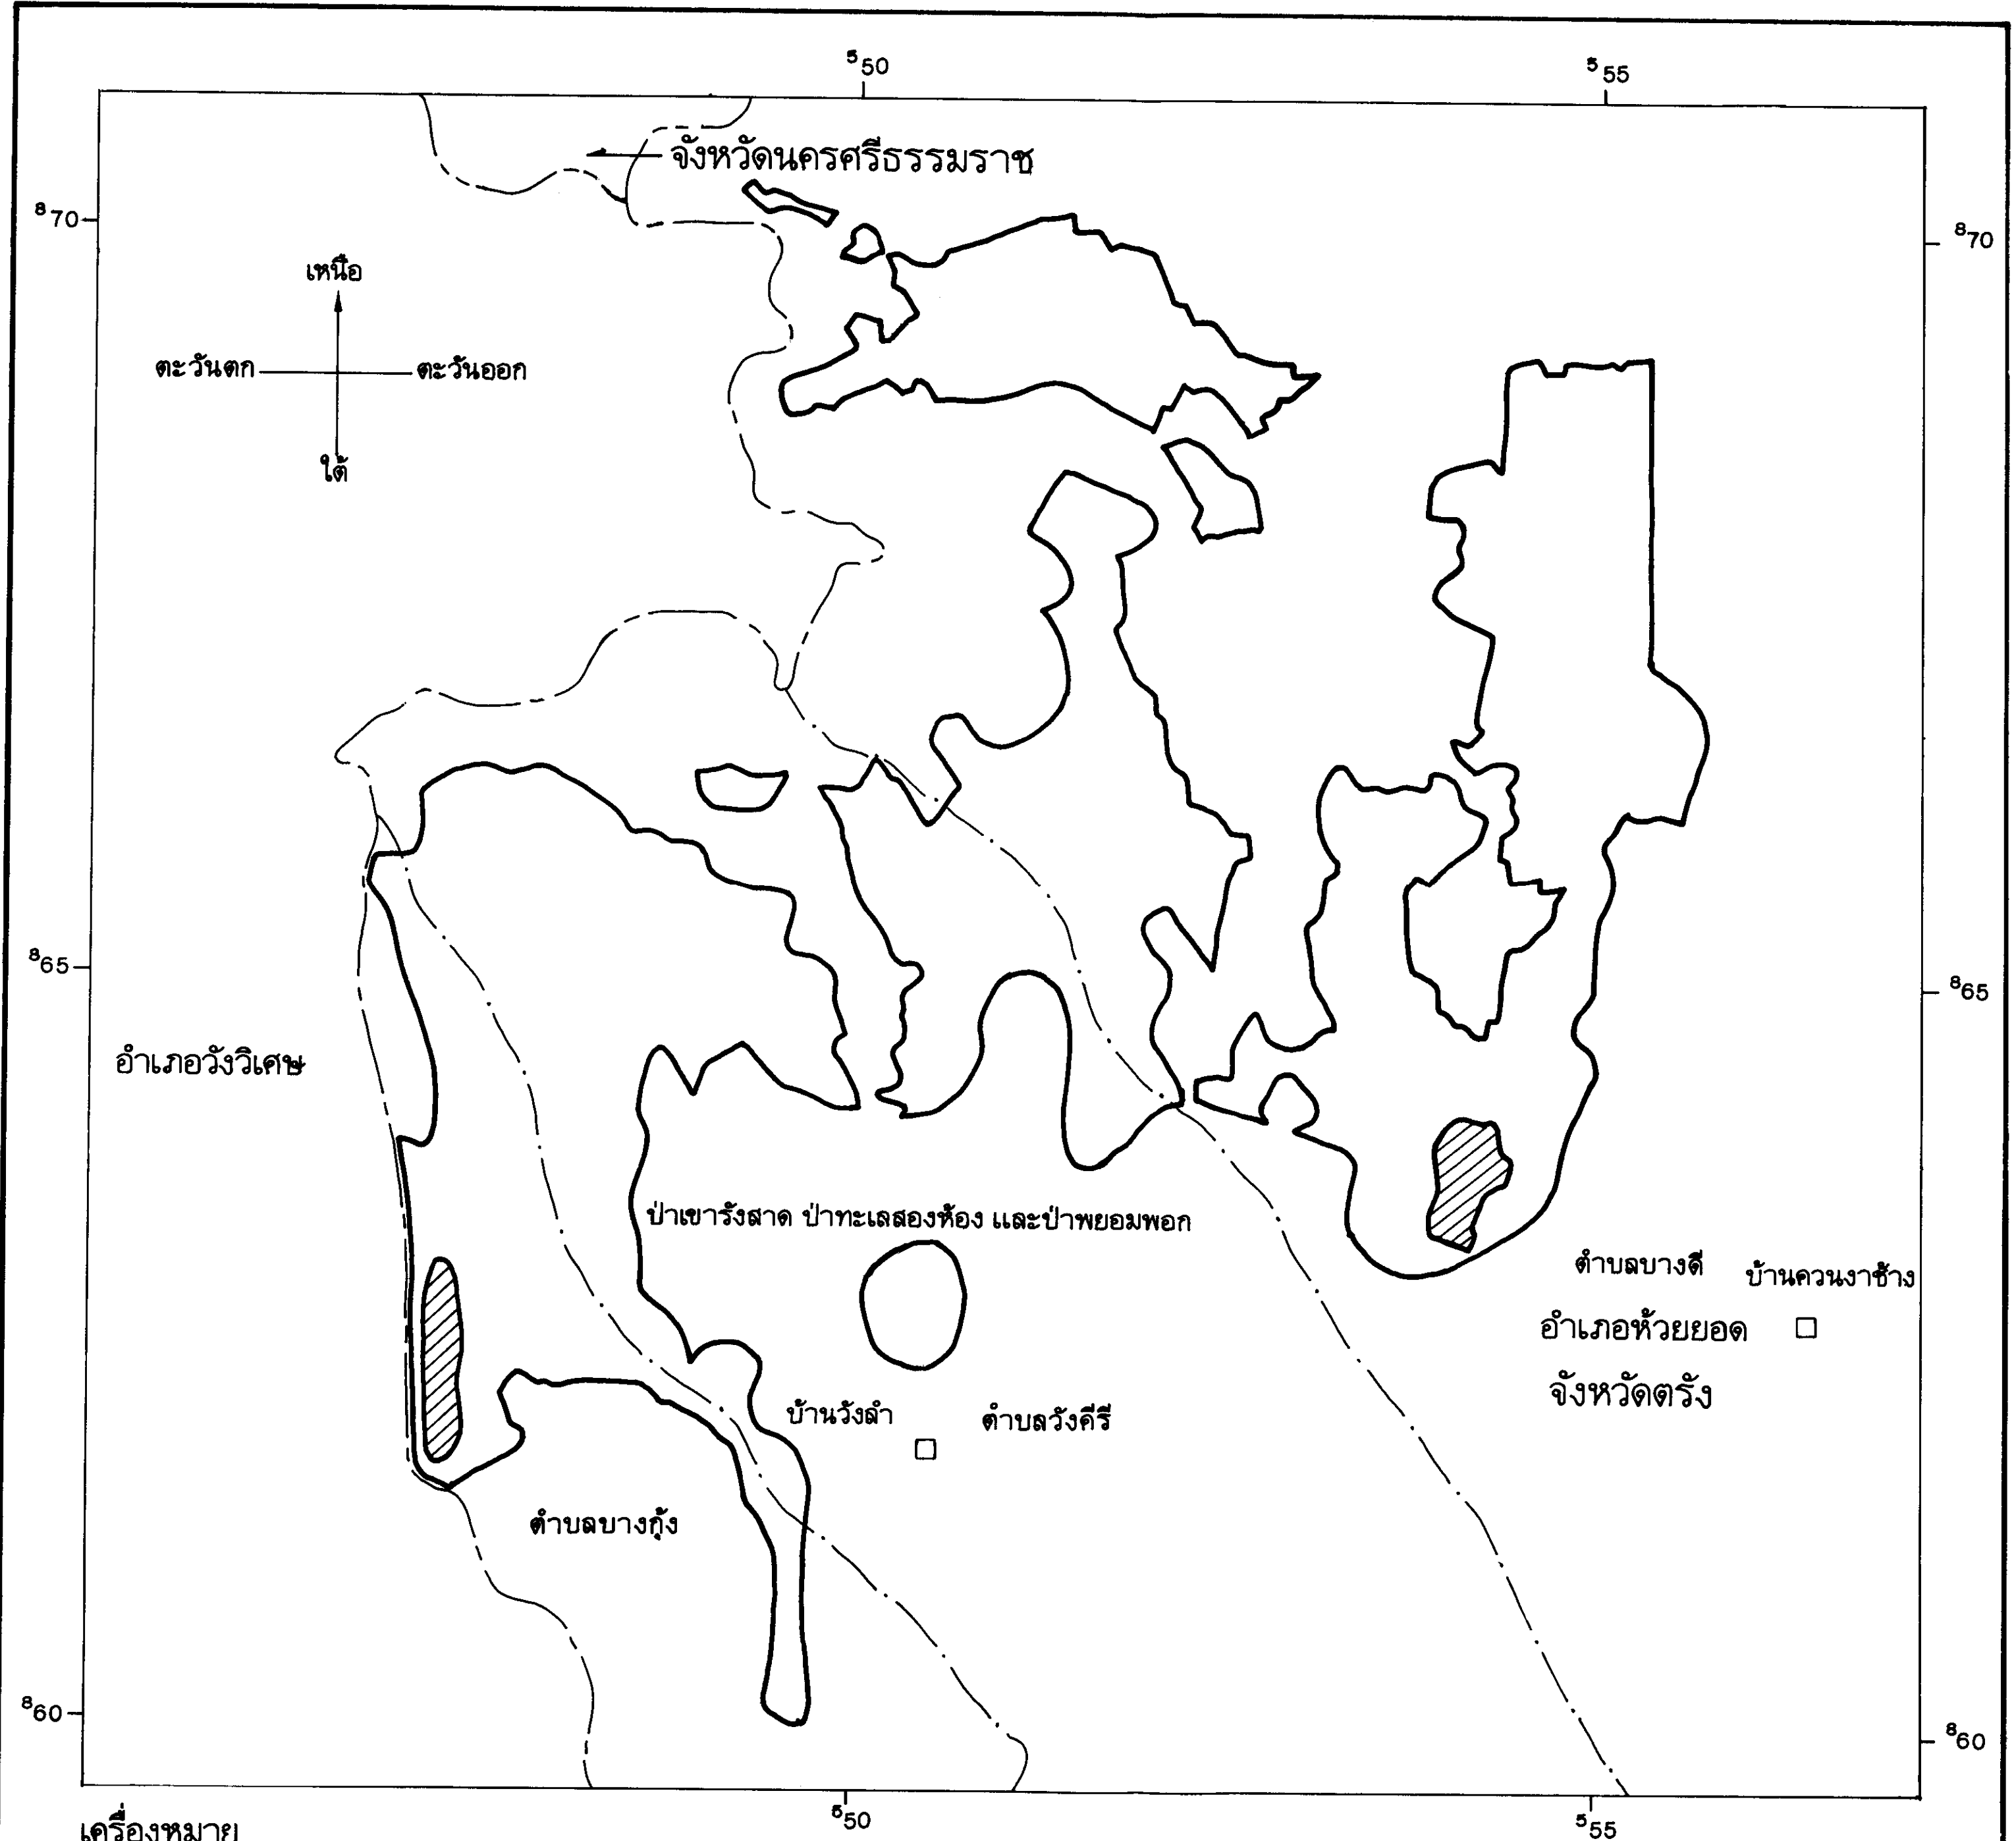 ⁵50 ⁵55
จังหวัดนครศรีธรรมราช
⁸70 ⁸70
เหนือ
ตะวันตก ตะวันออก
ใต้
⁸65 ⁸65
อำเภอวังวิเศษ
ป่าเขารังสาด ป่าทะเลสองห้อง และป่าพยอมพอก
ตำบลบางดี บ้านควนงาช้าง
อำเภอห้วยยอด
จังหวัดตรัง
บ้านวังลำ ตำบลวังคีรี
ตำบลบางกุ้ง
⁸60 ⁸60
⁵50 ⁵55
เครื่องหมาย